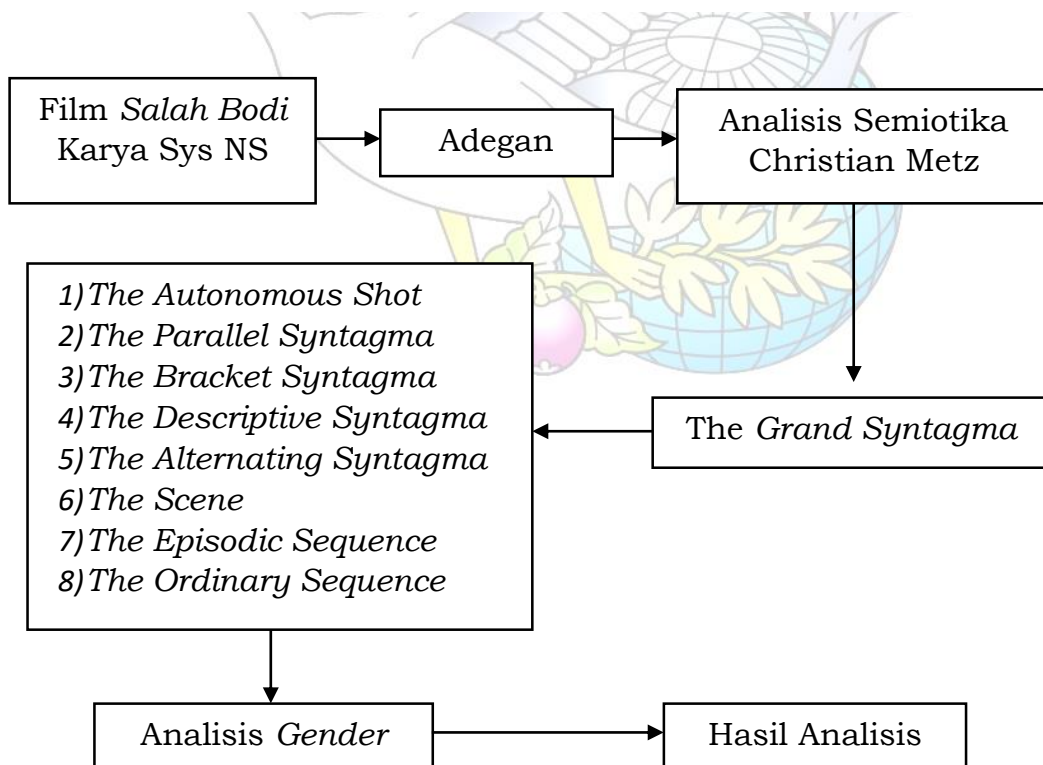 Film Salah Bodi
Karya Sys NS
Adegan
Analisis Semiotika
Christian Metz
1)The Autonomous Shot
2)The Parallel Syntagma
3)The Bracket Syntagma
4)The Descriptive Syntagma
5)The Alternating Syntagma
6)The Scene
7)The Episodic Sequence
8)The Ordinary Sequence
The Grand Syntagma
Analisis Gender
Hasil Analisis